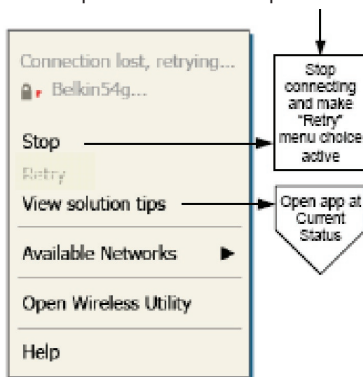 Connection lost, retrying...
Belkin54g...
Stop
Retry
View solution tips
Available Networks
Open Wireless Utility
Help
Stop
connecting
and make
"Retry"
menu choice
active
Open app at
Current
Status